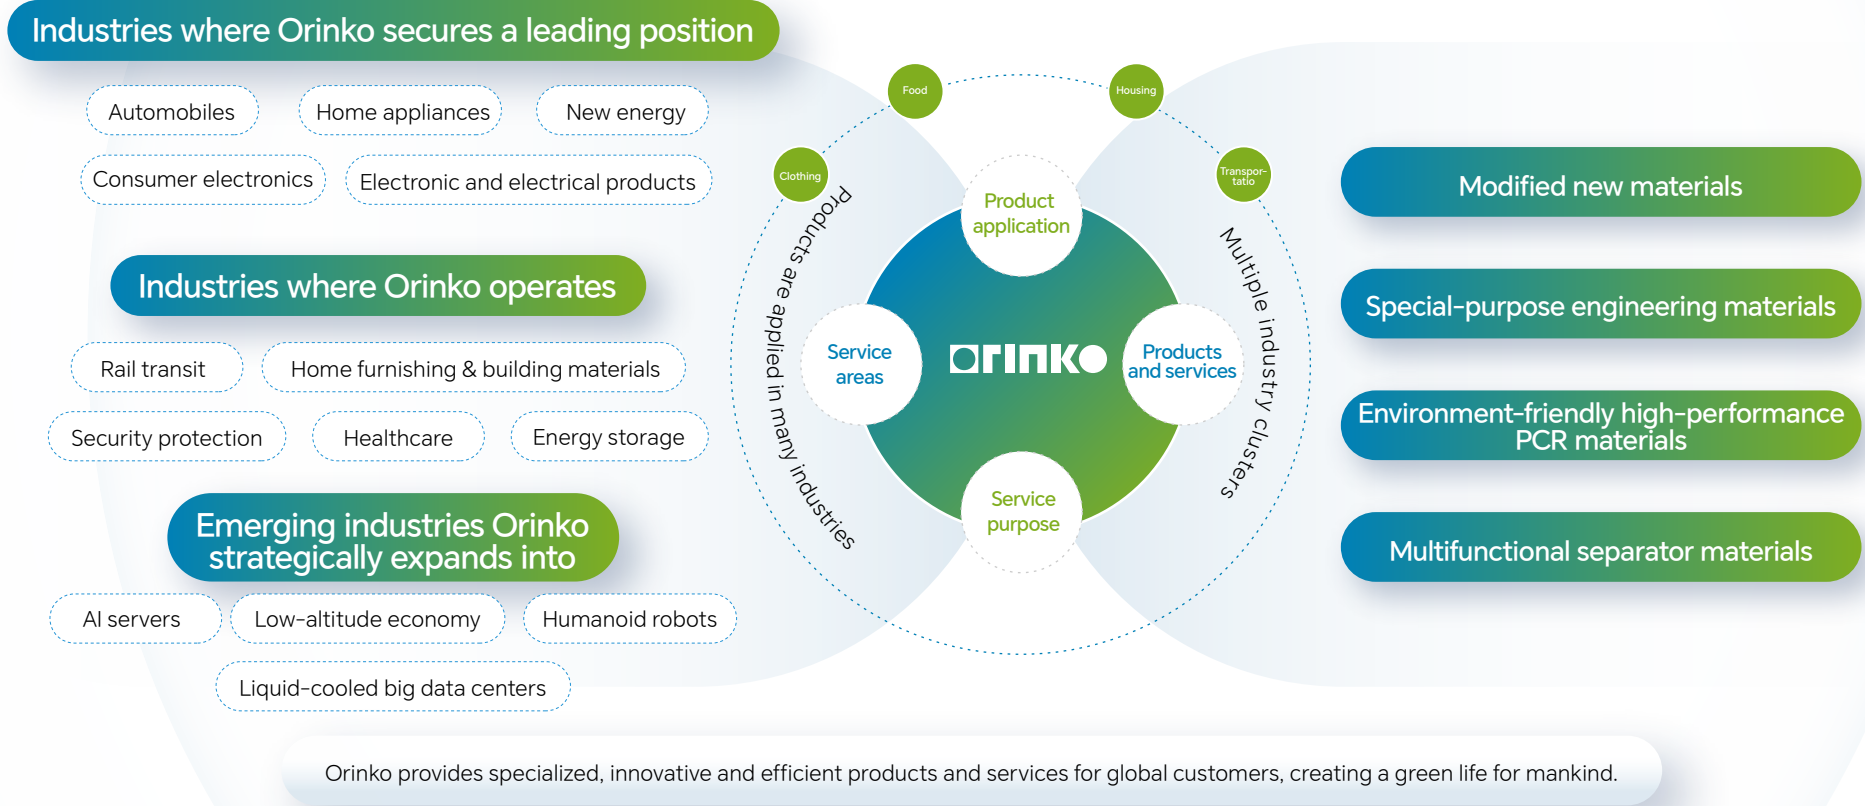 Industries where Orinko secures a leading position
Automobiles
Home appliances
New energy
Consumer electronics
Electronic and electrical products
Industries where Orinko operates
Rail transit
Home furnishing & building materials
Security protection
Healthcare
Energy storage
Emerging industries Orinko
strategically expands into
AI servers
Low-altitude economy
Humanoid robots
Liquid-cooled big data centers
Clothing
Food
Housing
Transpor-
tatio
Products are applied in many industries
Product
application
Service
areas
orinko
Products
and services
Service
purpose
Multiple industry clusters
Modified new materials
Special-purpose engineering materials
Environment-friendly high-performance
PCR materials
Multifunctional separator materials
Orinko provides specialized, innovative and efficient products and services for global customers, creating a green life for mankind.